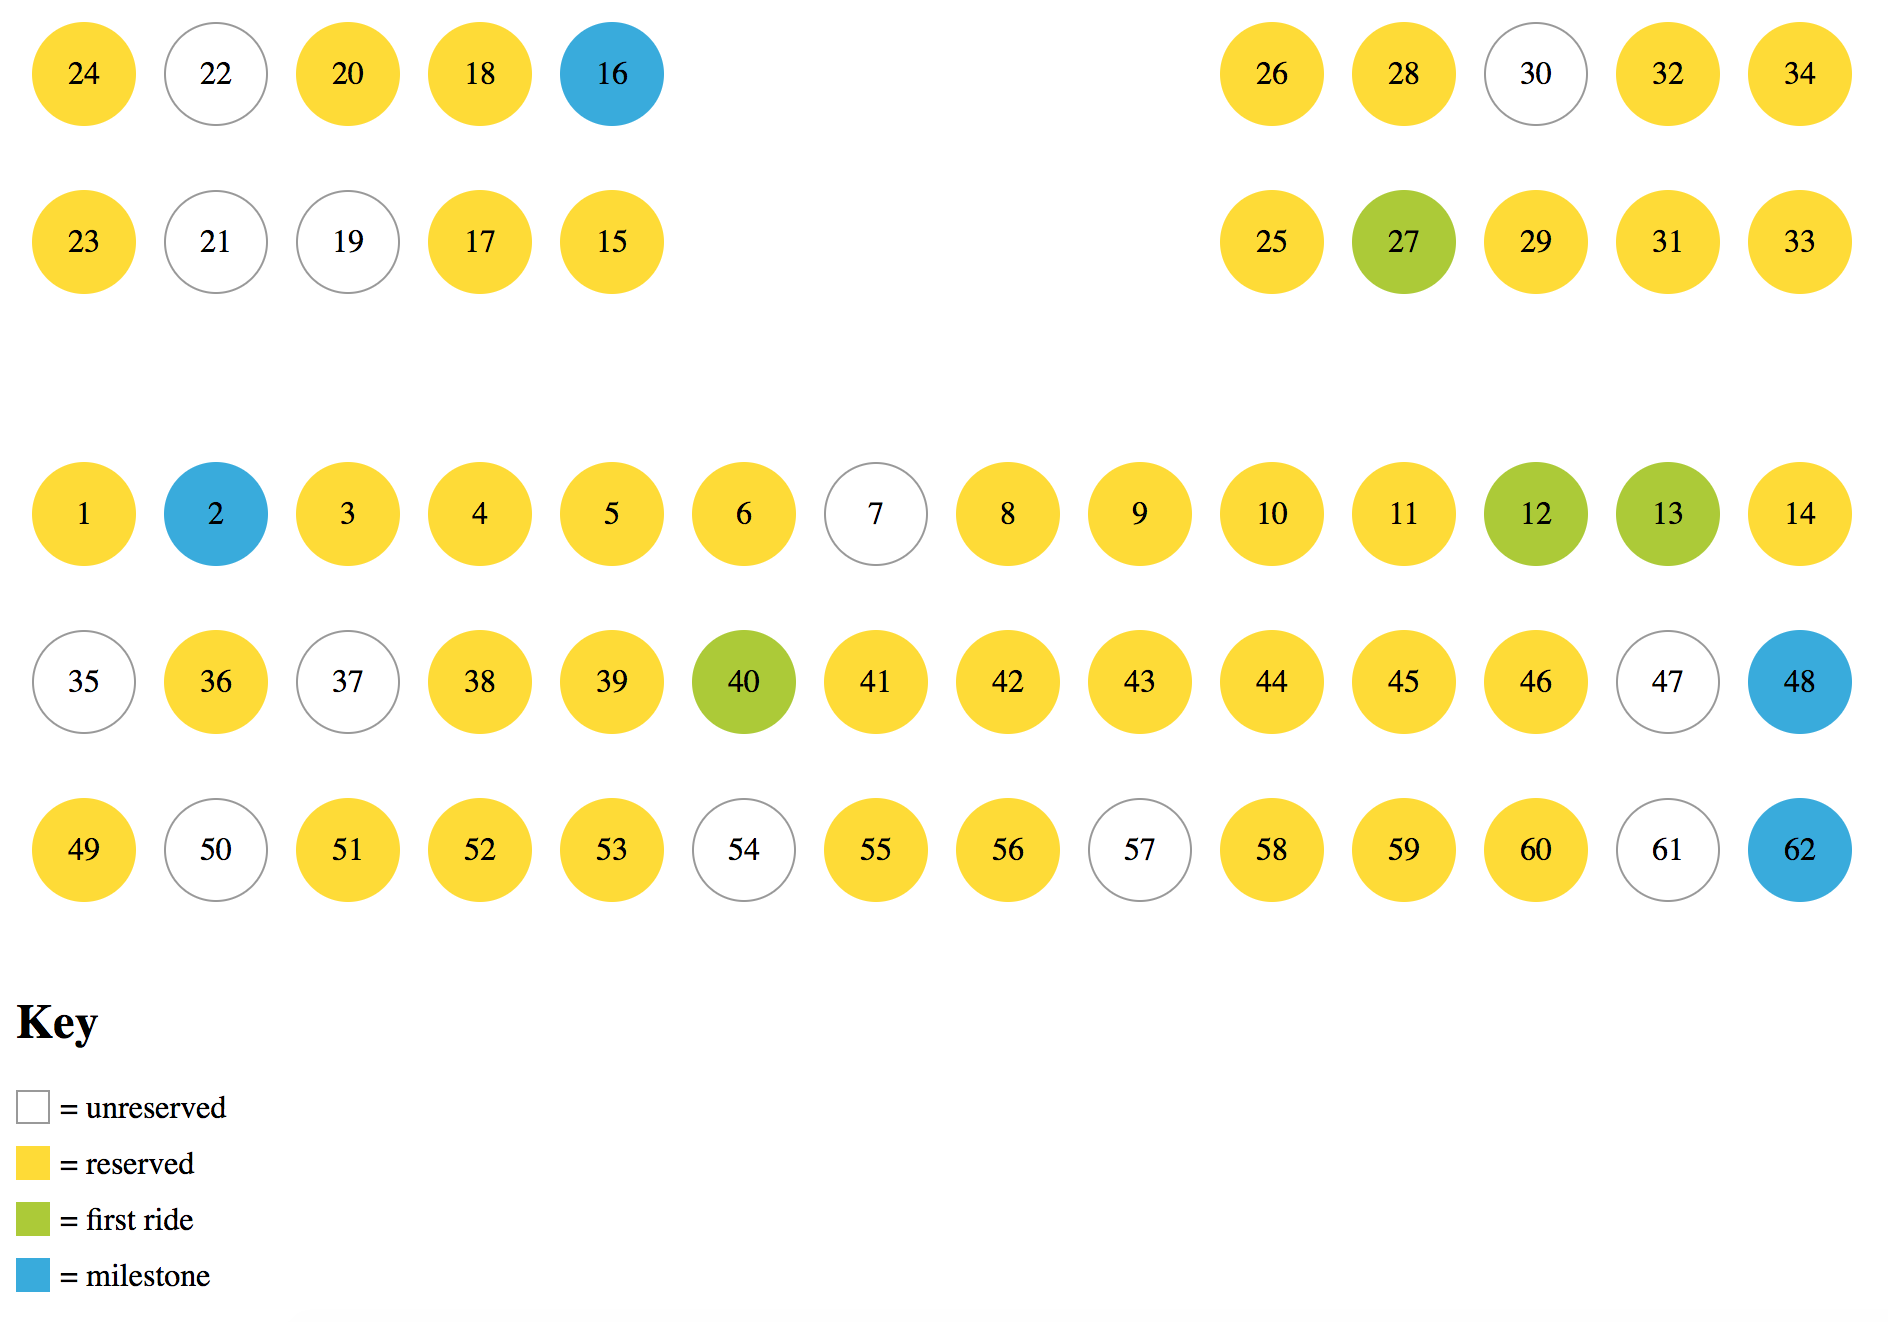 24 22 20 18 16 26 28 30 32 34
23 21 19 17 15 25 27 29 31 33
1 2 3 4 5 6 7 8 9 10 11 12 13 14
35 36 37 38 39 40 41 42 43 44 45 46 47 48
49 50 51 52 53 54 55 56 57 58 59 60 61 62
Key
= unreserved
= reserved
= first ride
= milestone